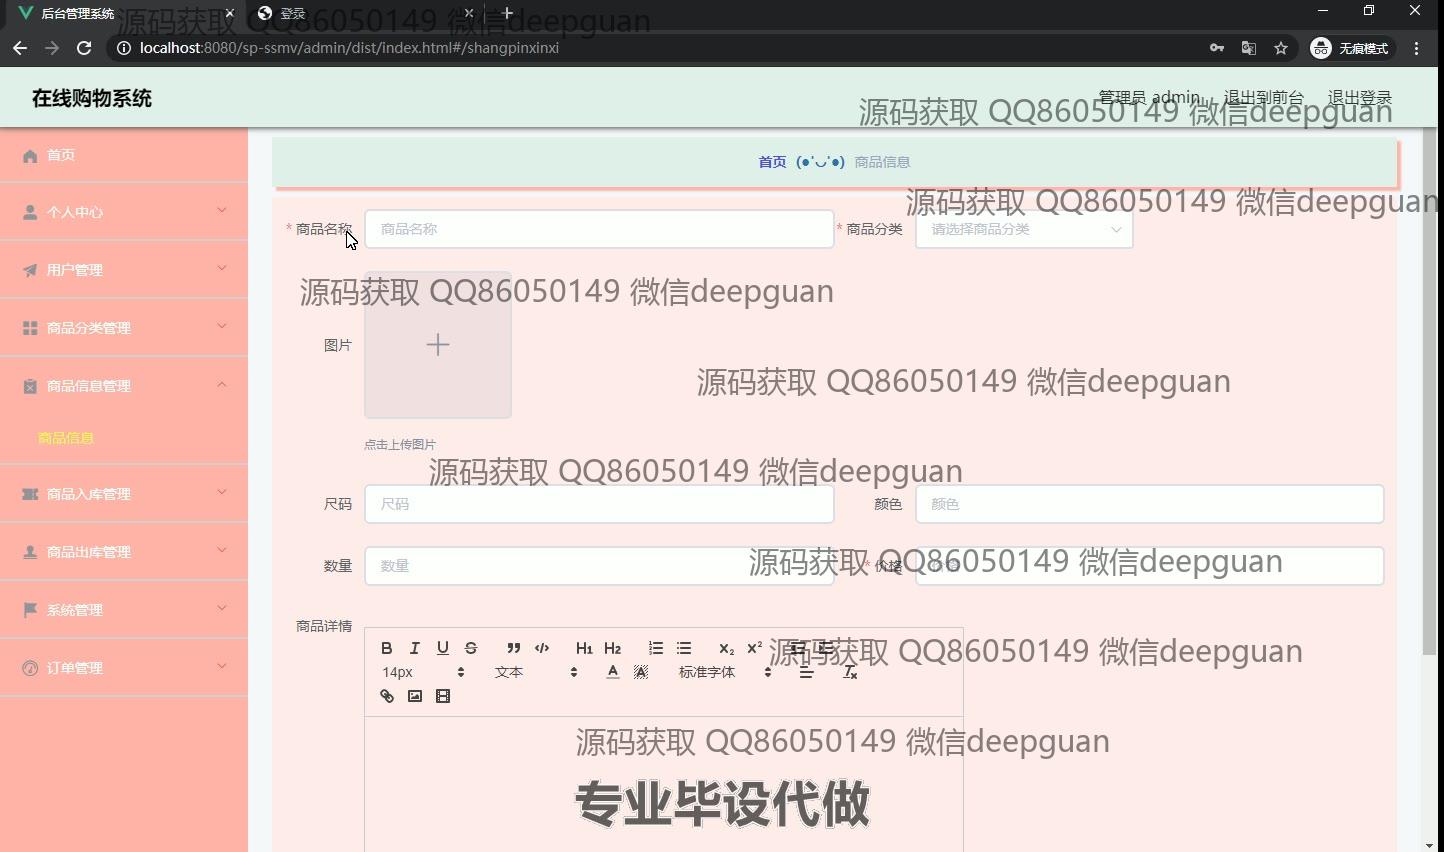 后台管理系统
登录
源码获取 QQ86050149 微信deepguan
localhost:8080/sp-ssmv/admin/dist/index.html#/shangpinxinxi
无痕模式
在线购物系统
管理员 admin
退出到前台
退出登录
源码获取 QQ86050149 微信deepguan
首页
首页 (●'◡'●) 商品信息
个人中心
源码获取 QQ86050149 微信deepguan
* 商品名称
商品名称
* 商品分类
请选择商品分类
用户管理
源码获取 QQ86050149 微信deepguan
商品分类管理
图片
商品信息管理
源码获取 QQ86050149 微信deepguan
商品信息
点击上传图片
源码获取 QQ86050149 微信deepguan
商品入库管理
尺码
尺码
颜色
颜色
商品出库管理
数量
数量
* 价格
价格
源码获取 QQ86050149 微信deepguan
系统管理
商品详情
订单管理
B I U S ” </> H1 H2 x₂ x²
源码获取 QQ86050149 微信deepguan
14px 文本 A A 标准字体 Tx
源码获取 QQ86050149 微信deepguan
专业毕设代做